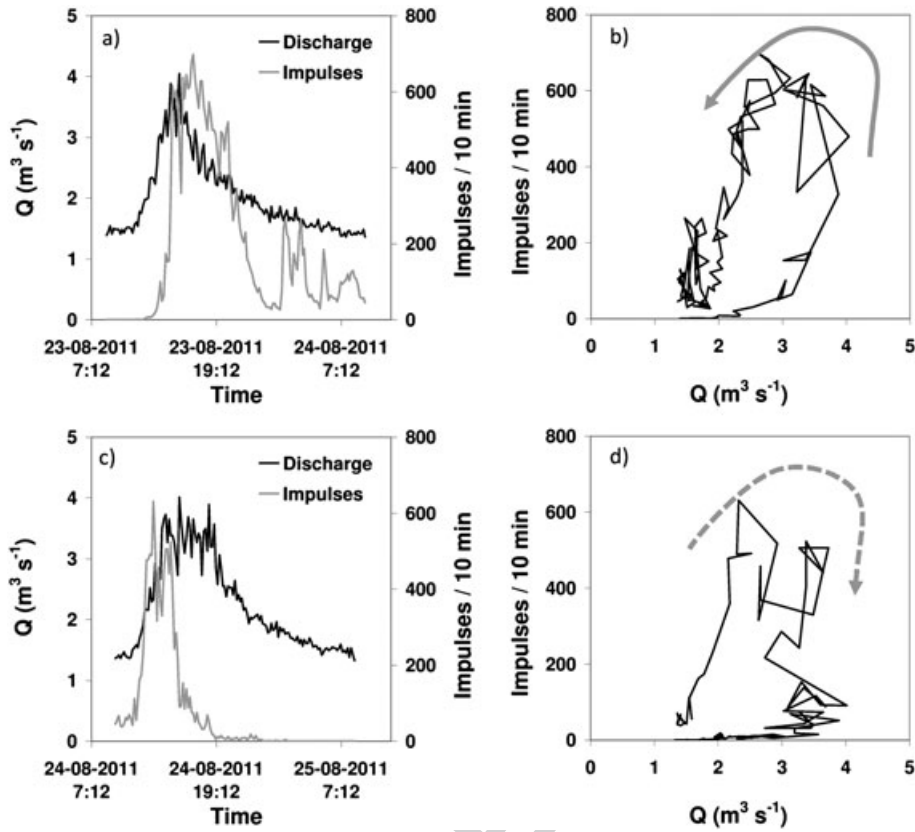 a)
Discharge
Impulses
5
4
3
2
1
0
Q (m³ s⁻¹)
800
600
400
200
0
Impulses / 10 min
23-08-2011 7:12
23-08-2011 19:12
24-08-2011 7:12
Time
b)
800
600
400
200
0
Impulses / 10 min
0 1 2 3 4 5
Q (m³ s⁻¹)
c)
Discharge
Impulses
5
4
3
2
1
0
Q (m³ s⁻¹)
800
600
400
200
0
Impulses / 10 min
24-08-2011 7:12
24-08-2011 19:12
25-08-2011 7:12
Time
d)
800
600
400
200
0
Impulses / 10 min
0 1 2 3 4 5
Q (m³ s⁻¹)